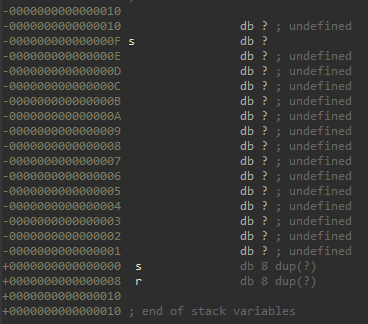 -0000000000000010
-0000000000000010 db ? ; undefined
-000000000000000F s db ?
-000000000000000E db ? ; undefined
-000000000000000D db ? ; undefined
-000000000000000C db ? ; undefined
-000000000000000B db ? ; undefined
-000000000000000A db ? ; undefined
-0000000000000009 db ? ; undefined
-0000000000000008 db ? ; undefined
-0000000000000007 db ? ; undefined
-0000000000000006 db ? ; undefined
-0000000000000005 db ? ; undefined
-0000000000000004 db ? ; undefined
-0000000000000003 db ? ; undefined
-0000000000000002 db ? ; undefined
-0000000000000001 db ? ; undefined
+0000000000000000 s db 8 dup(?)
+0000000000000008 r db 8 dup(?)
+0000000000000010
+0000000000000010 ; end of stack variables